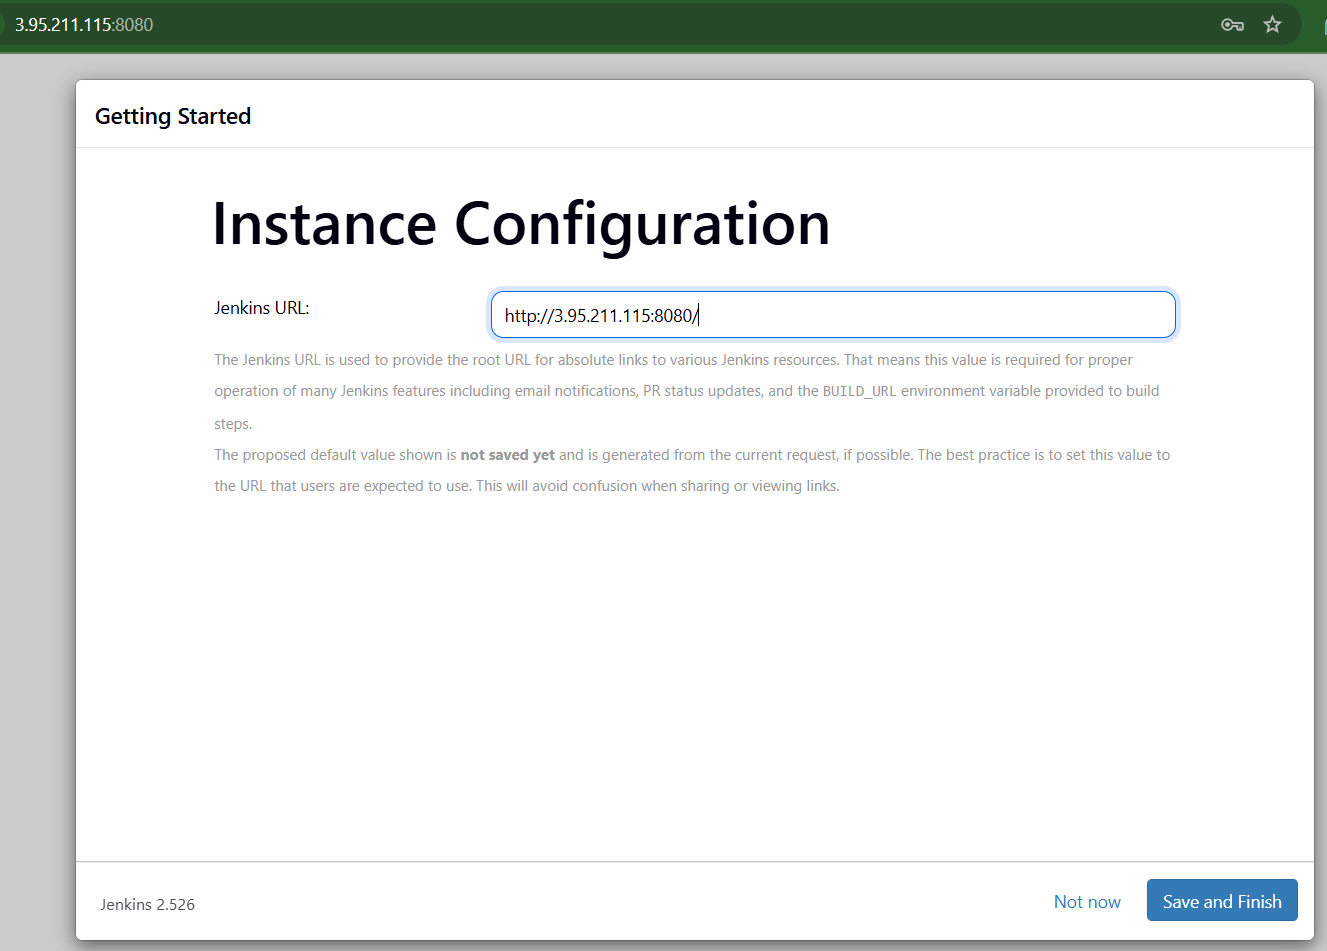 3.95.211.115:8080
Getting Started
Instance Configuration
Jenkins URL:
http://3.95.211.115:8080/
The Jenkins URL is used to provide the root URL for absolute links to various Jenkins resources. That means this value is required for proper
operation of many Jenkins features including email notifications, PR status updates, and the BUILD_URL environment variable provided to build
steps.
The proposed default value shown is not saved yet and is generated from the current request, if possible. The best practice is to set this value to
the URL that users are expected to use. This will avoid confusion when sharing or viewing links.
Jenkins 2.526
Not now
Save and Finish